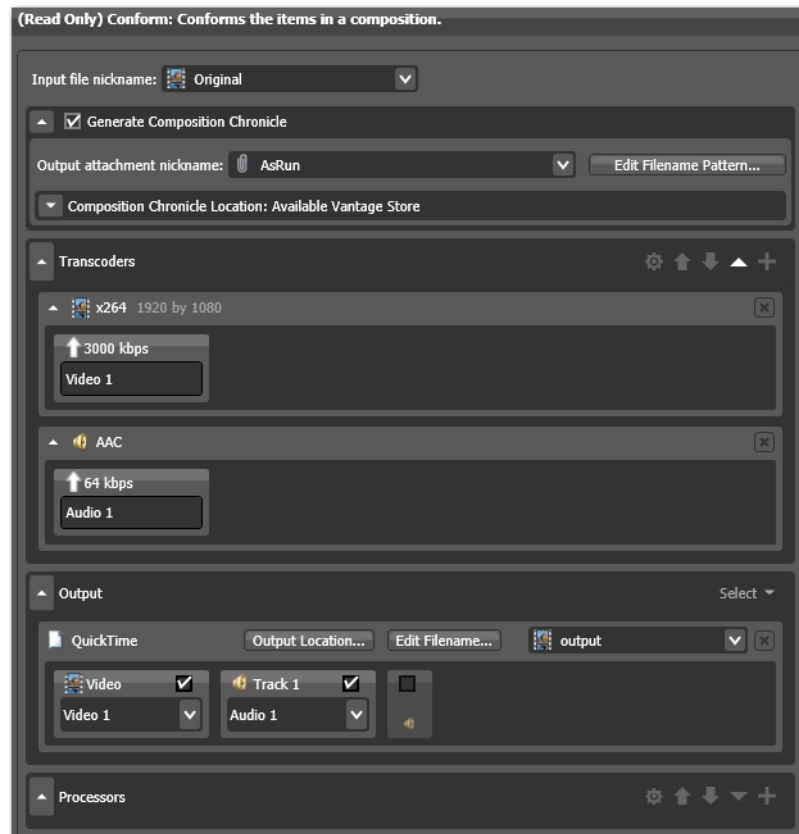 (Read Only) Conform: Conforms the items in a composition.
Input file nickname: Original
Generate Composition Chronicle
Output attachment nickname: AsRun Edit Filename Pattern...
Composition Chronicle Location: Available Vantage Store
Transcoders
x264 1920 by 1080
3000 kbps
Video 1
AAC
64 kbps
Audio 1
Output Select
QuickTime Output Location... Edit Filename... output
Video Track 1
Video 1 Audio 1
Processors